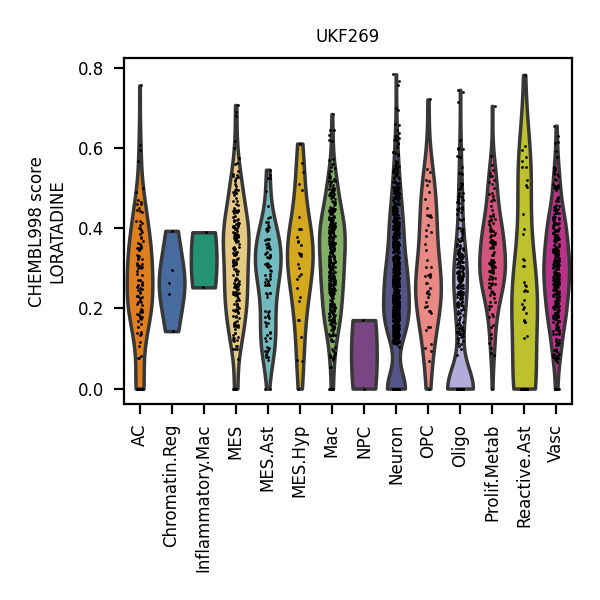 UKF269
CHEMBL998 score
LORATADINE
0.8
0.6
0.4
0.2
0.0
AC
Chromatin.Reg
Inflammatory.Mac
MES
MES.Ast
MES.Hyp
Mac
NPC
Neuron
OPC
Oligo
Prolif.Metab
Reactive.Ast
Vasc